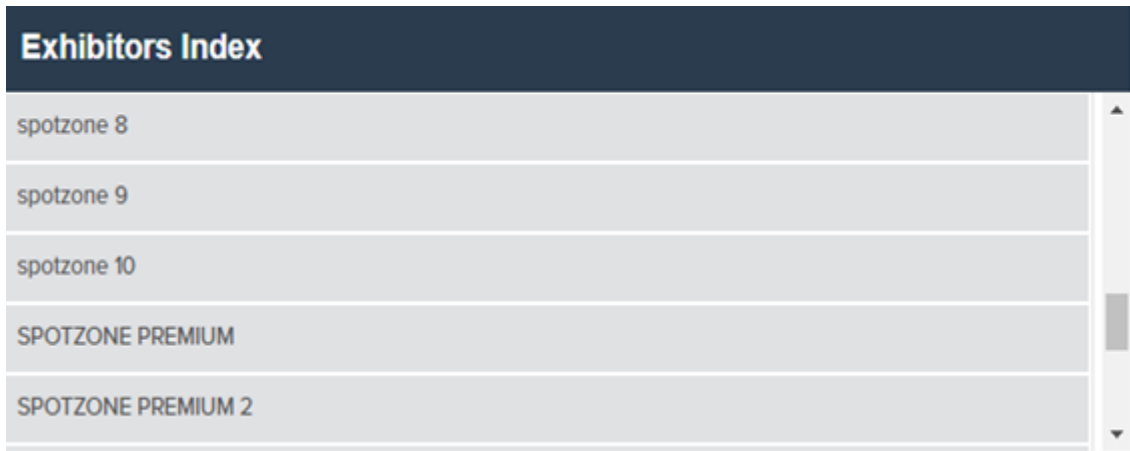 Exhibitors Index
spotzone 8
spotzone 9
spotzone 10
SPOTZONE PREMIUM
SPOTZONE PREMIUM 2